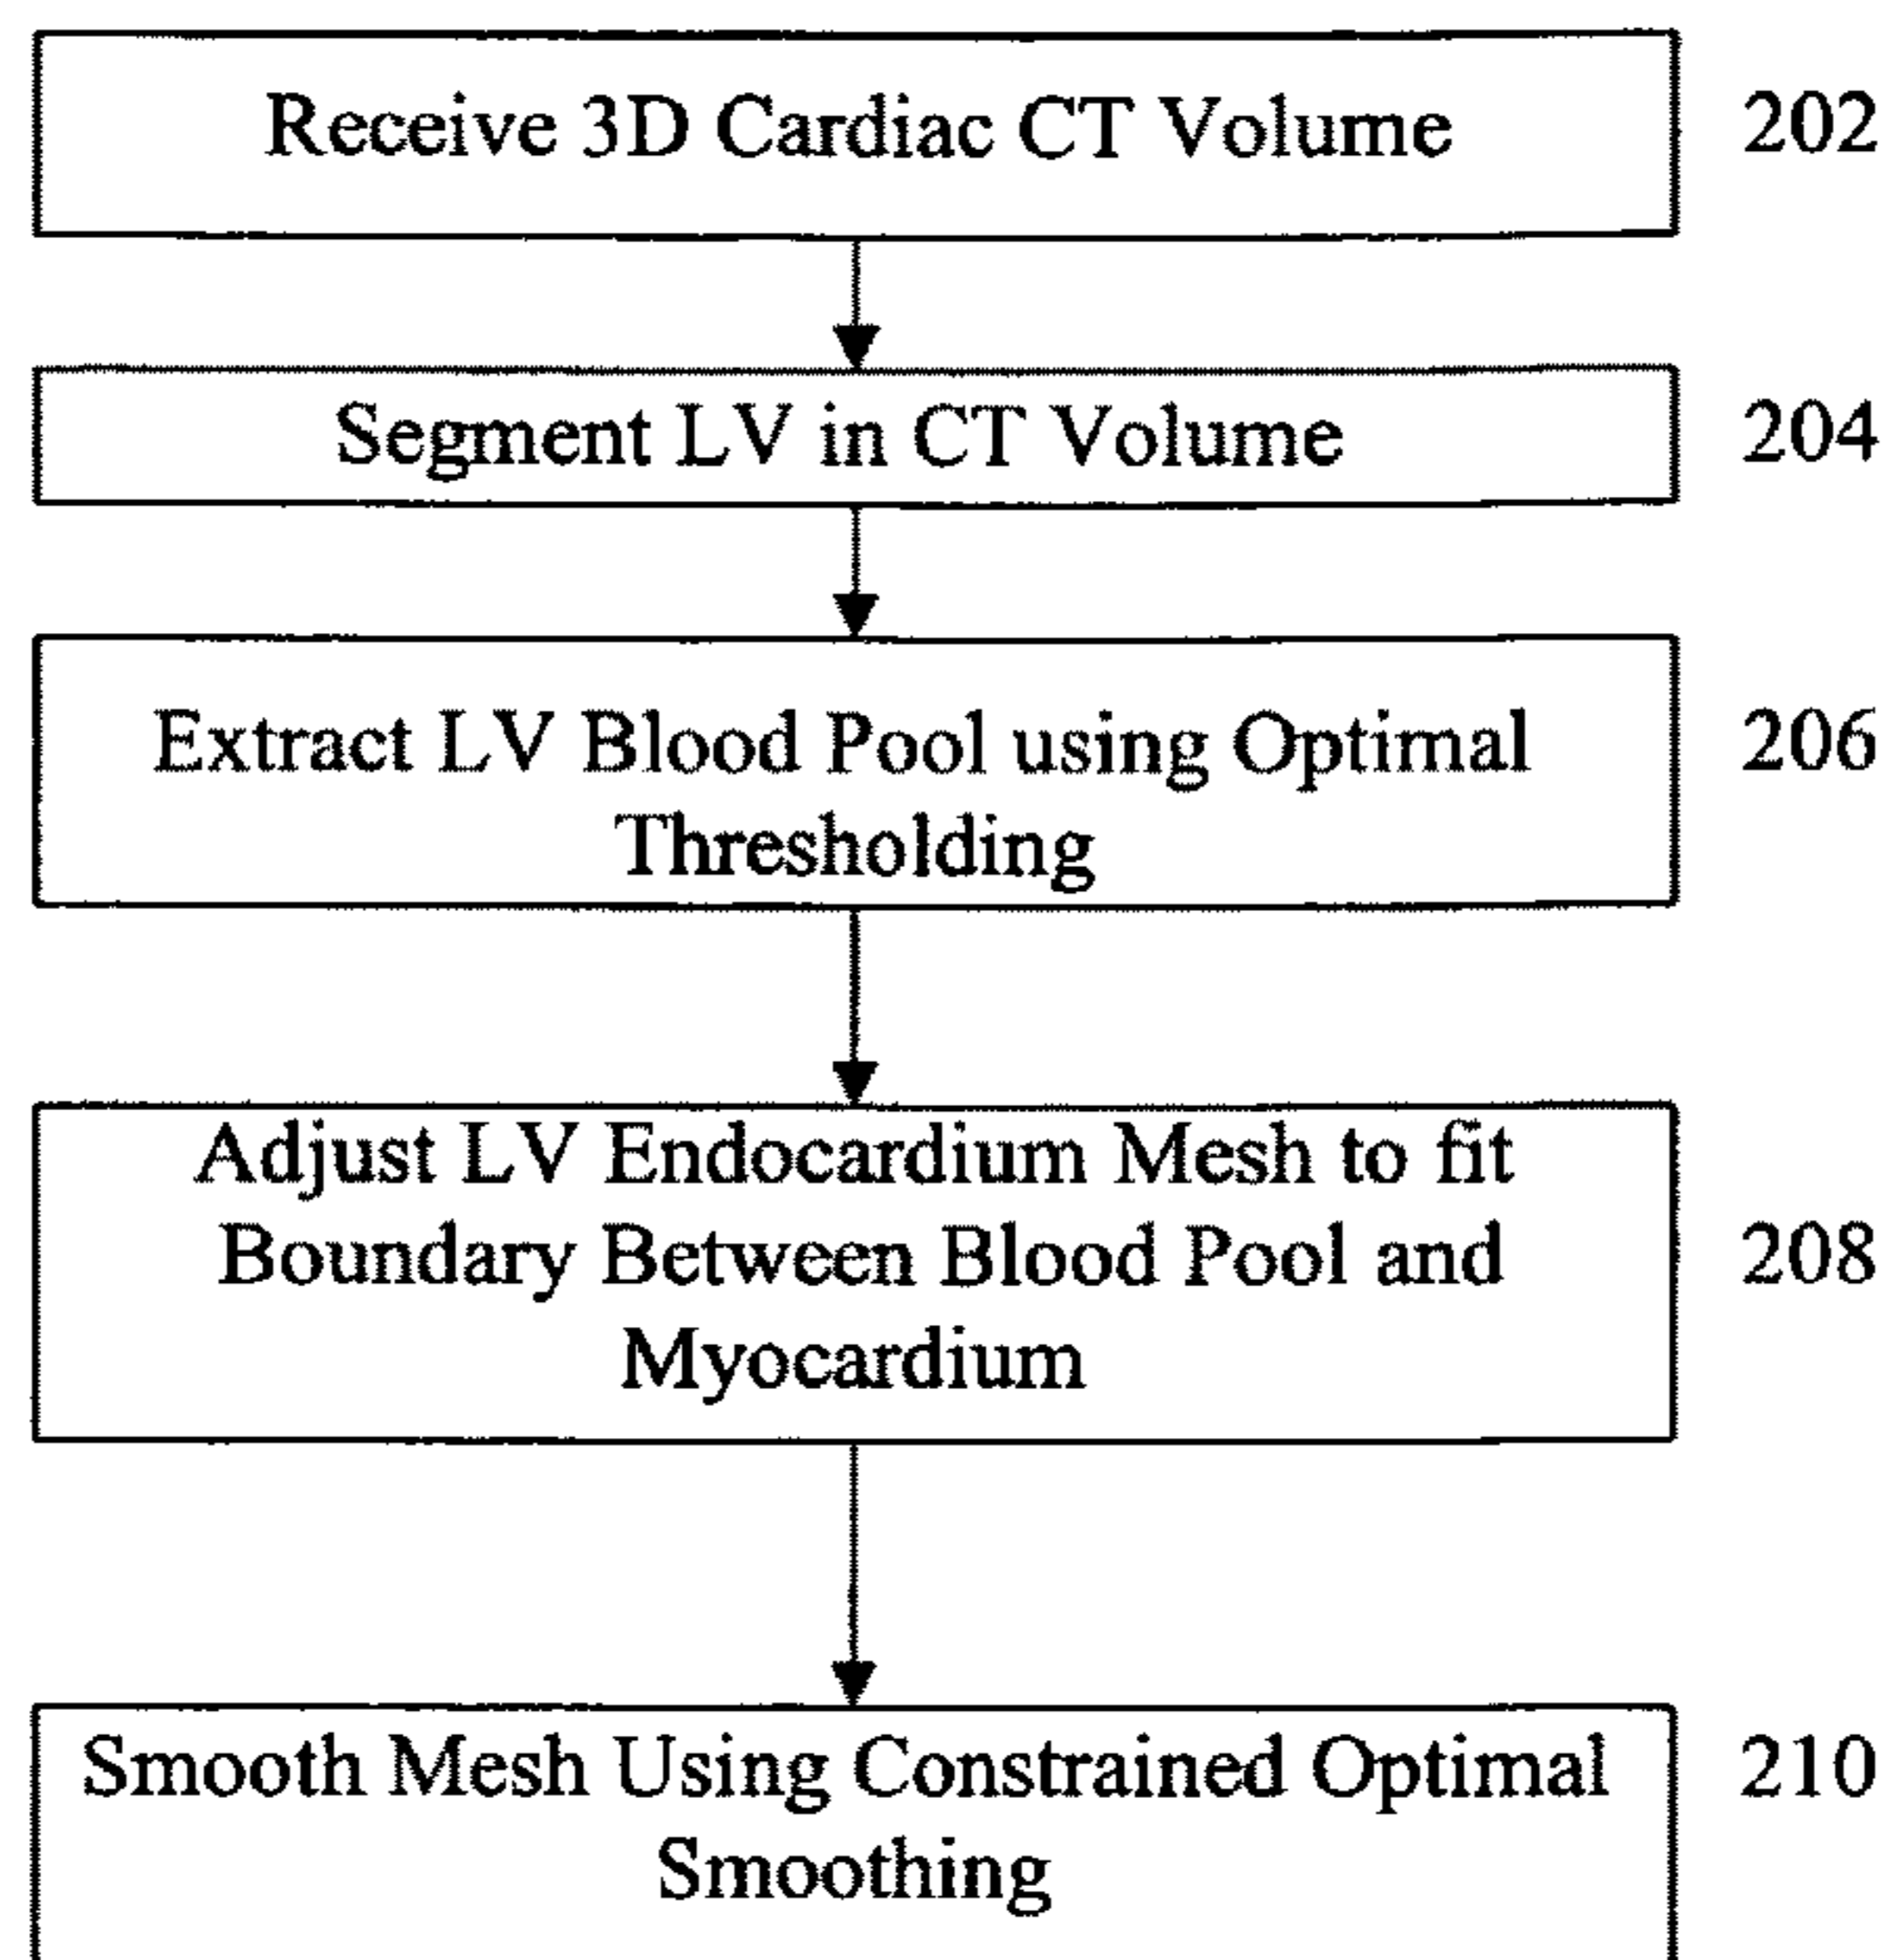 Receive 3D Cardiac CT Volume 202
Segment LV in CT Volume 204
Extract LV Blood Pool using Optimal 206
Thresholding
Adjust LV Endocardium Mesh to fit
Boundary Between Blood Pool and 208
Myocardium
Smooth Mesh Using Constrained Optimal 210
Smoothing